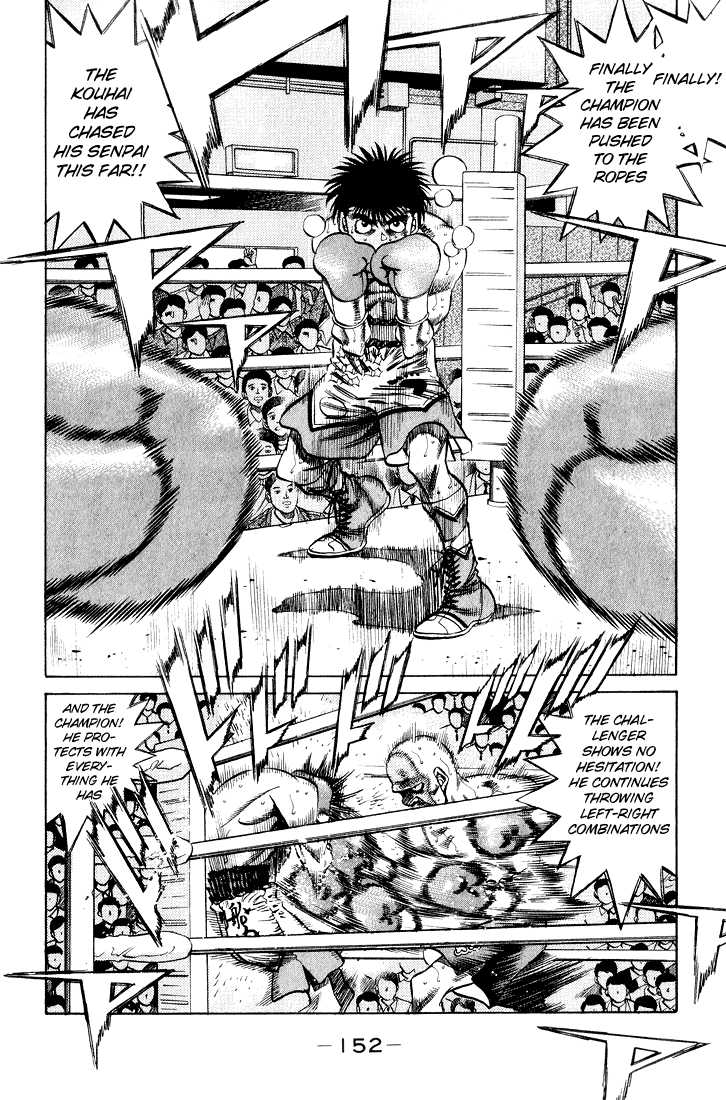 FINALLY!
FINALLY
THE
CHAMPION
HAS BEEN
PUSHED
TO THE
ROPES
THE
KOUHAI
HAS
CHASED
HIS SENPAI
THIS FAR!!
THE CHAL-
LENGER
SHOWS NO
HESITATION!
HE CONTINUES
THROWING
LEFT-RIGHT
COMBINATIONS
AND THE
CHAMPION!
HE PRO-
TECTS WITH
EVERY-
THING HE
HAS
-152-